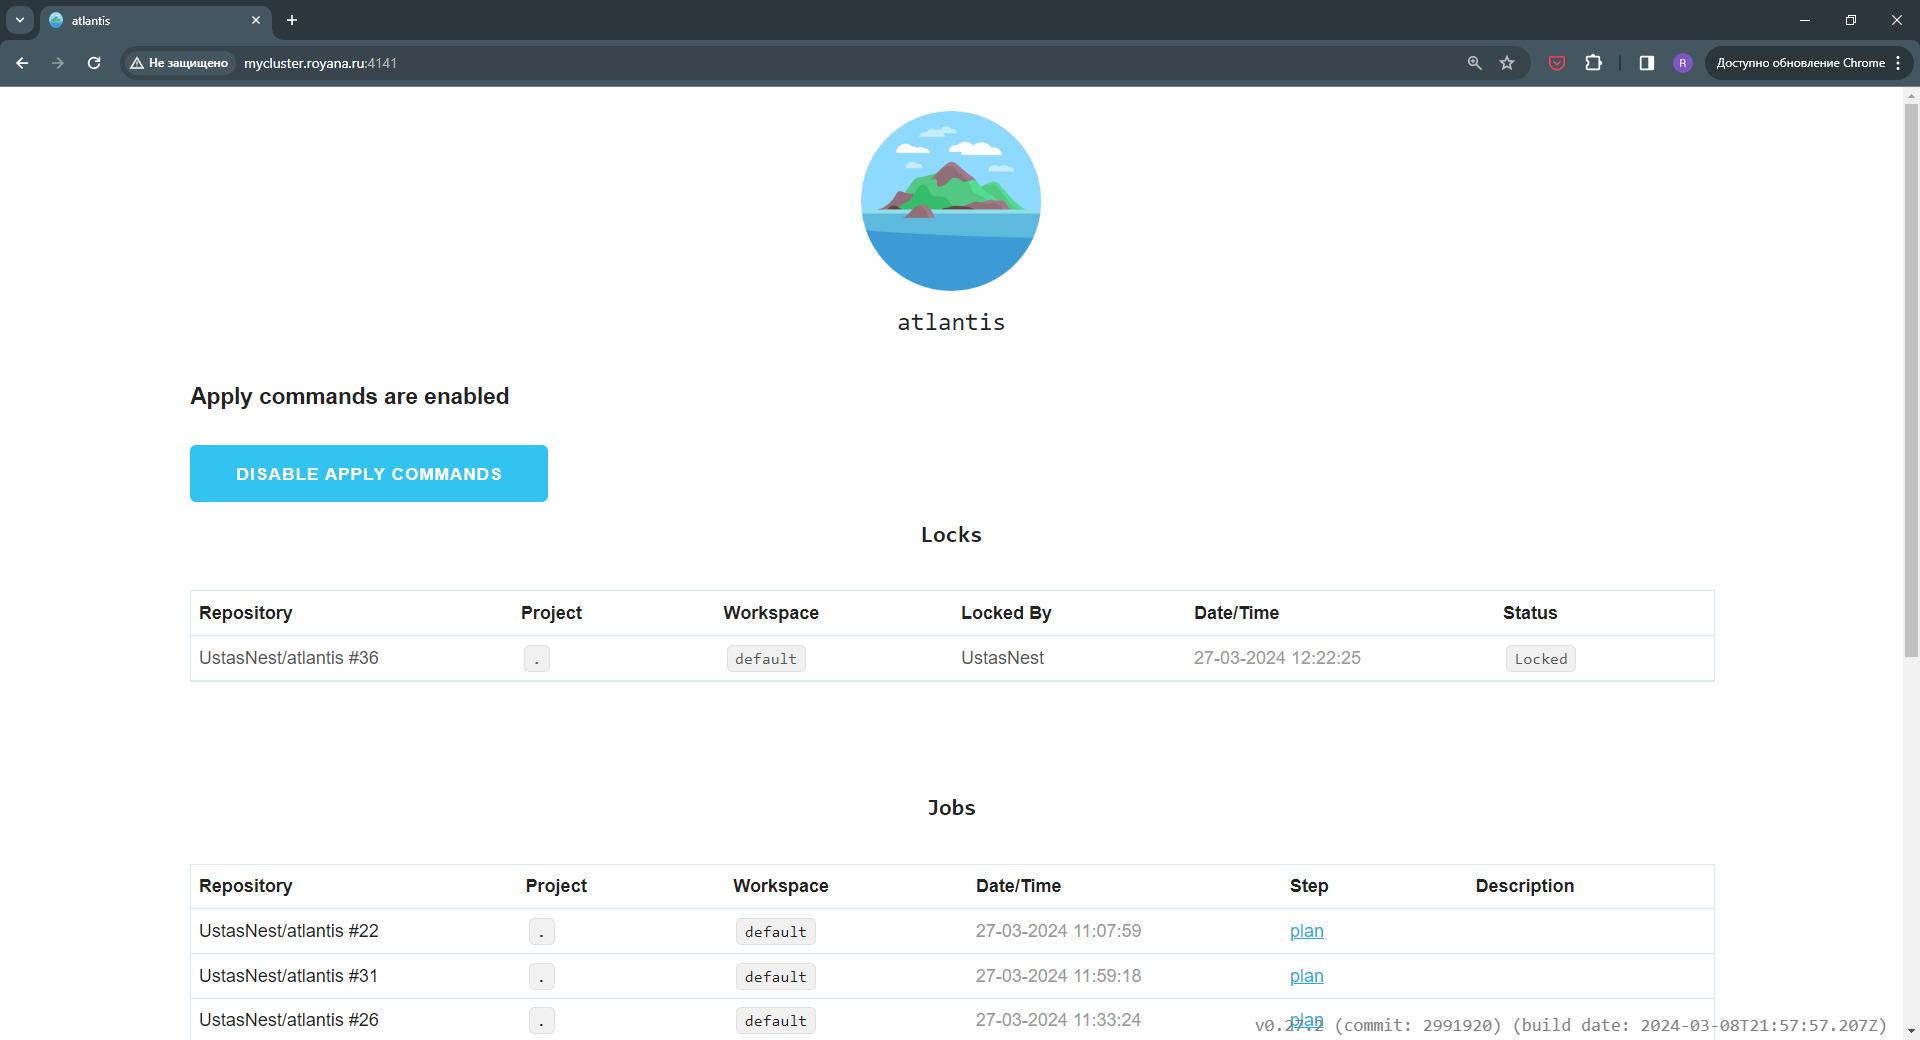 atlantis
Не защищено
mycluster.royana.ru:4141
R
Доступно обновление Chrome
atlantis
Apply commands are enabled
DISABLE APPLY COMMANDS
Locks
Repository Project Workspace Locked By Date/Time Status
UstasNest/atlantis #36 . default UstasNest 27-03-2024 12:22:25 Locked
Jobs
Repository Project Workspace Date/Time Step Description
UstasNest/atlantis #22 . default 27-03-2024 11:07:59 plan
UstasNest/atlantis #31 . default 27-03-2024 11:59:18 plan
UstasNest/atlantis #26 . default 27-03-2024 11:33:24 plan
v0.27.2 (commit: 2991920) (build date: 2024-03-08T21:57:57.207Z)